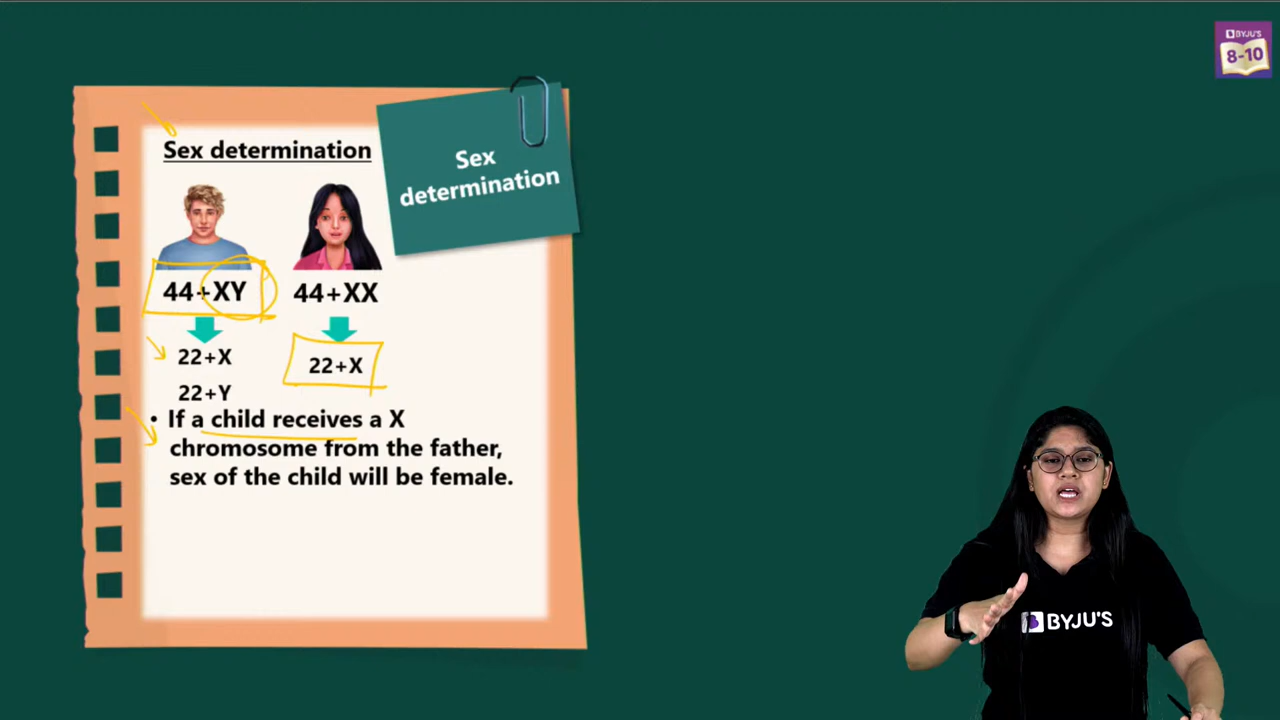 BYJU'S
8-10
Sex determination
Sex
determination
44+XY
44+XX
22+X
22+X
22+Y
• If a child receives a X
chromosome from the father,
sex of the child will be female.
BYJU'S